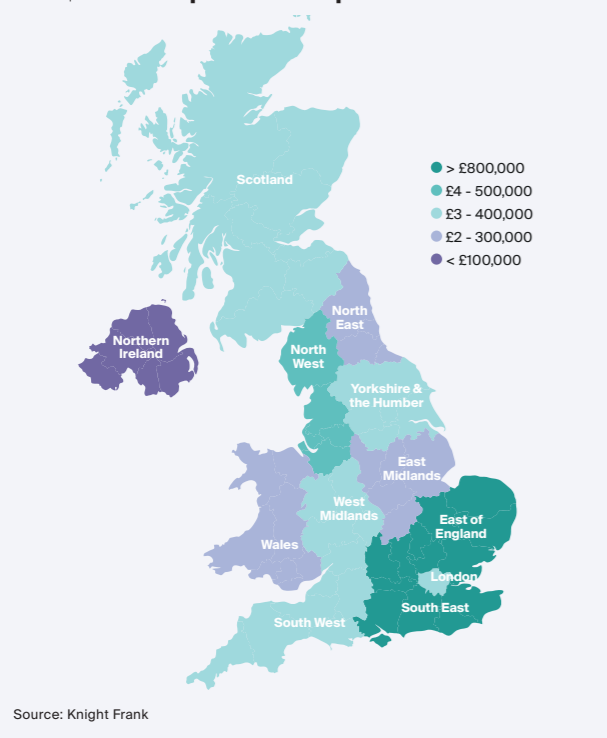 Scotland
> £800,000
£4 - 500,000
£3 - 400,000
£2 - 300,000
< £100,000
North
East
Northern
Ireland
North
West
Yorkshire &
the Humber
East
Midlands
West
Midlands
East of
England
Wales
London
South East
South West
Source: Knight Frank